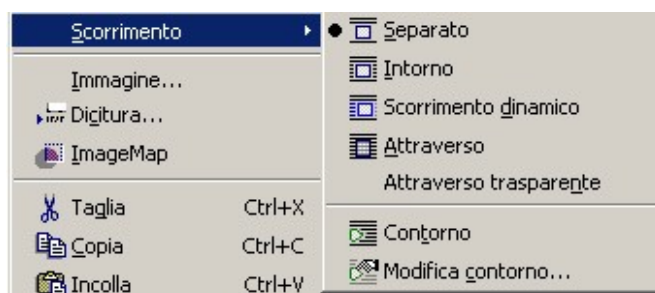 Scorrimento
Immagine...
Dicitura...
ImageMap
Taglia Ctrl+X
Copia Ctrl+C
Incolla Ctrl+V
Separato
Intorno
Scorrimento dinamico
Attraverso
Attraverso trasparente
Contorno
Modifica contorno...